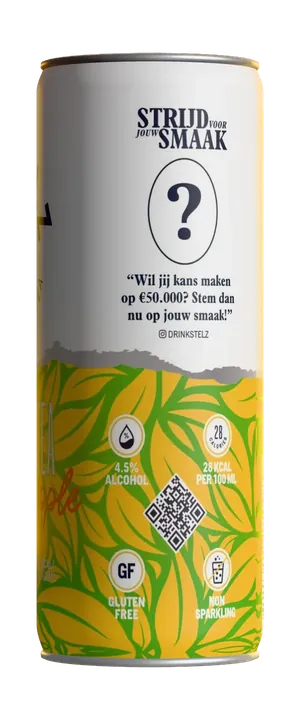 STRIJD VOOR
JOUW SMAAK
?
“Wil jij kans maken
op €50.000? Stem dan
nu op jouw smaak!”
DRINKSTELZ
%
28
CALORIEN
4.5%
ALCOHOL
28 KCAL
PER 100 ML
GF
GLUTEN
FREE
NON
SPARKLING